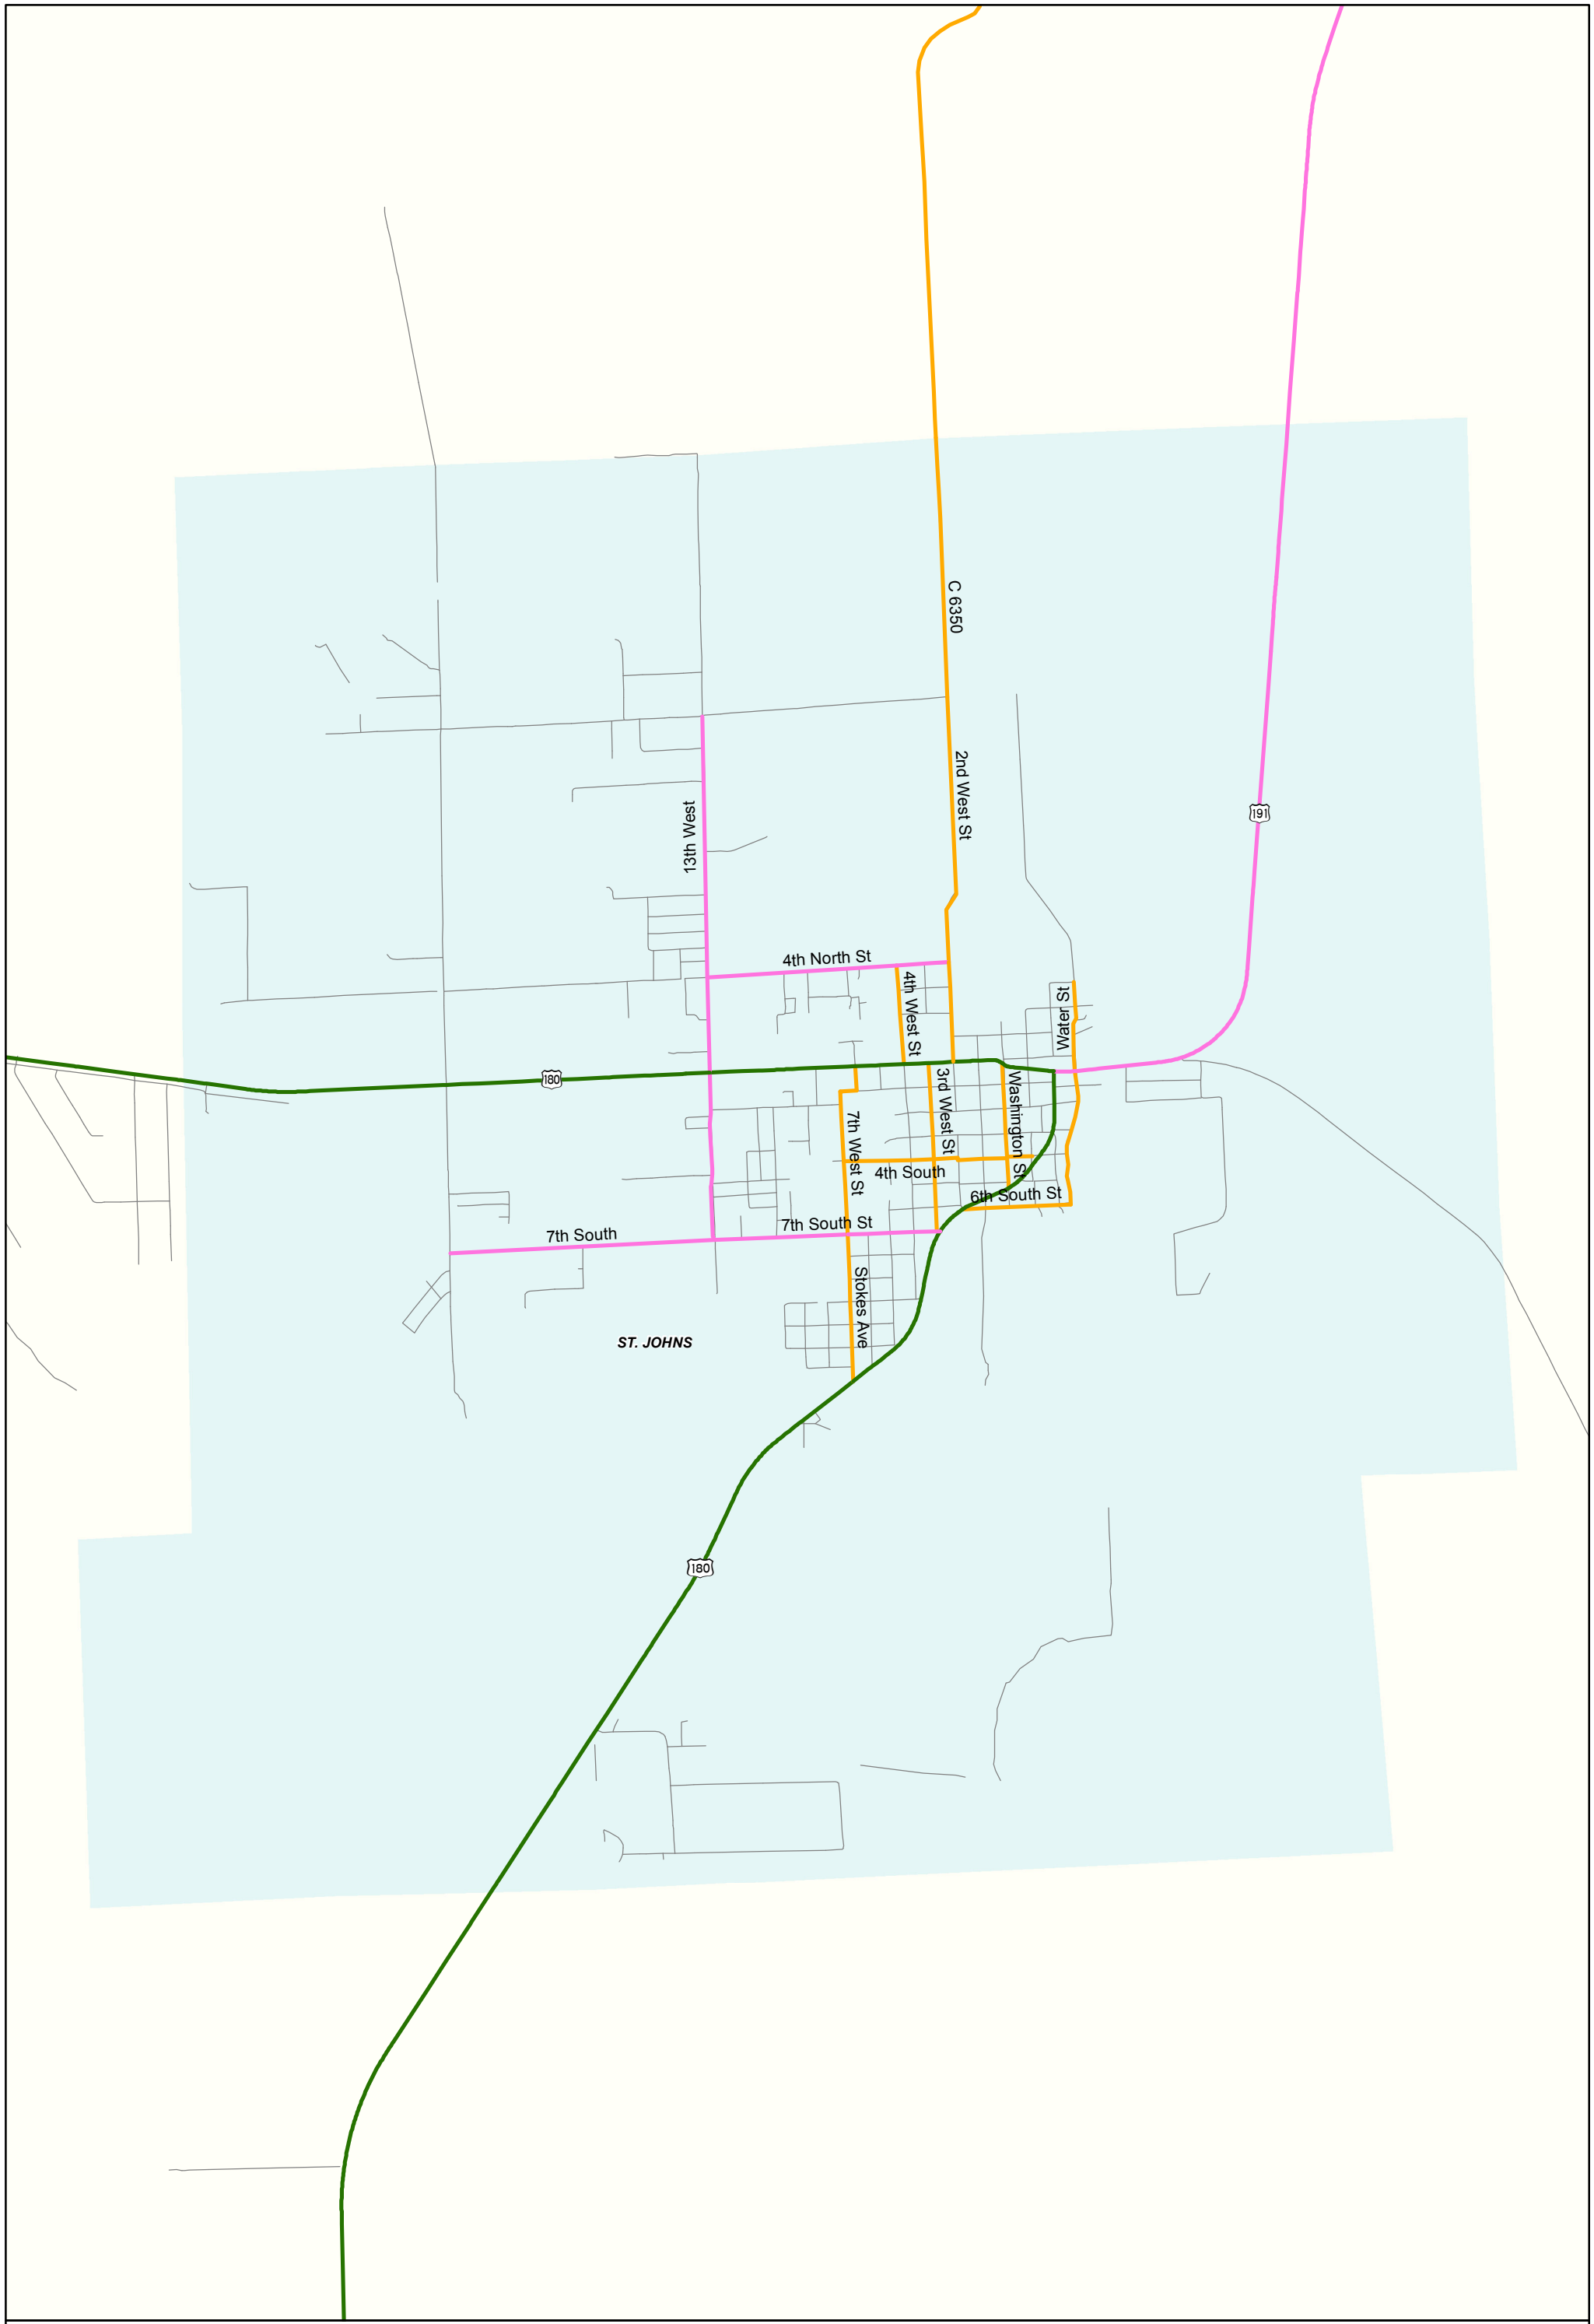 C 6350
2nd West St
191
13th West
4th North St
4th West St
Water St
180
3rd West St
Washington St
7th West St
4th South
6th South St
7th South St
7th South
Stokes Ave
ST. JOHNS
180